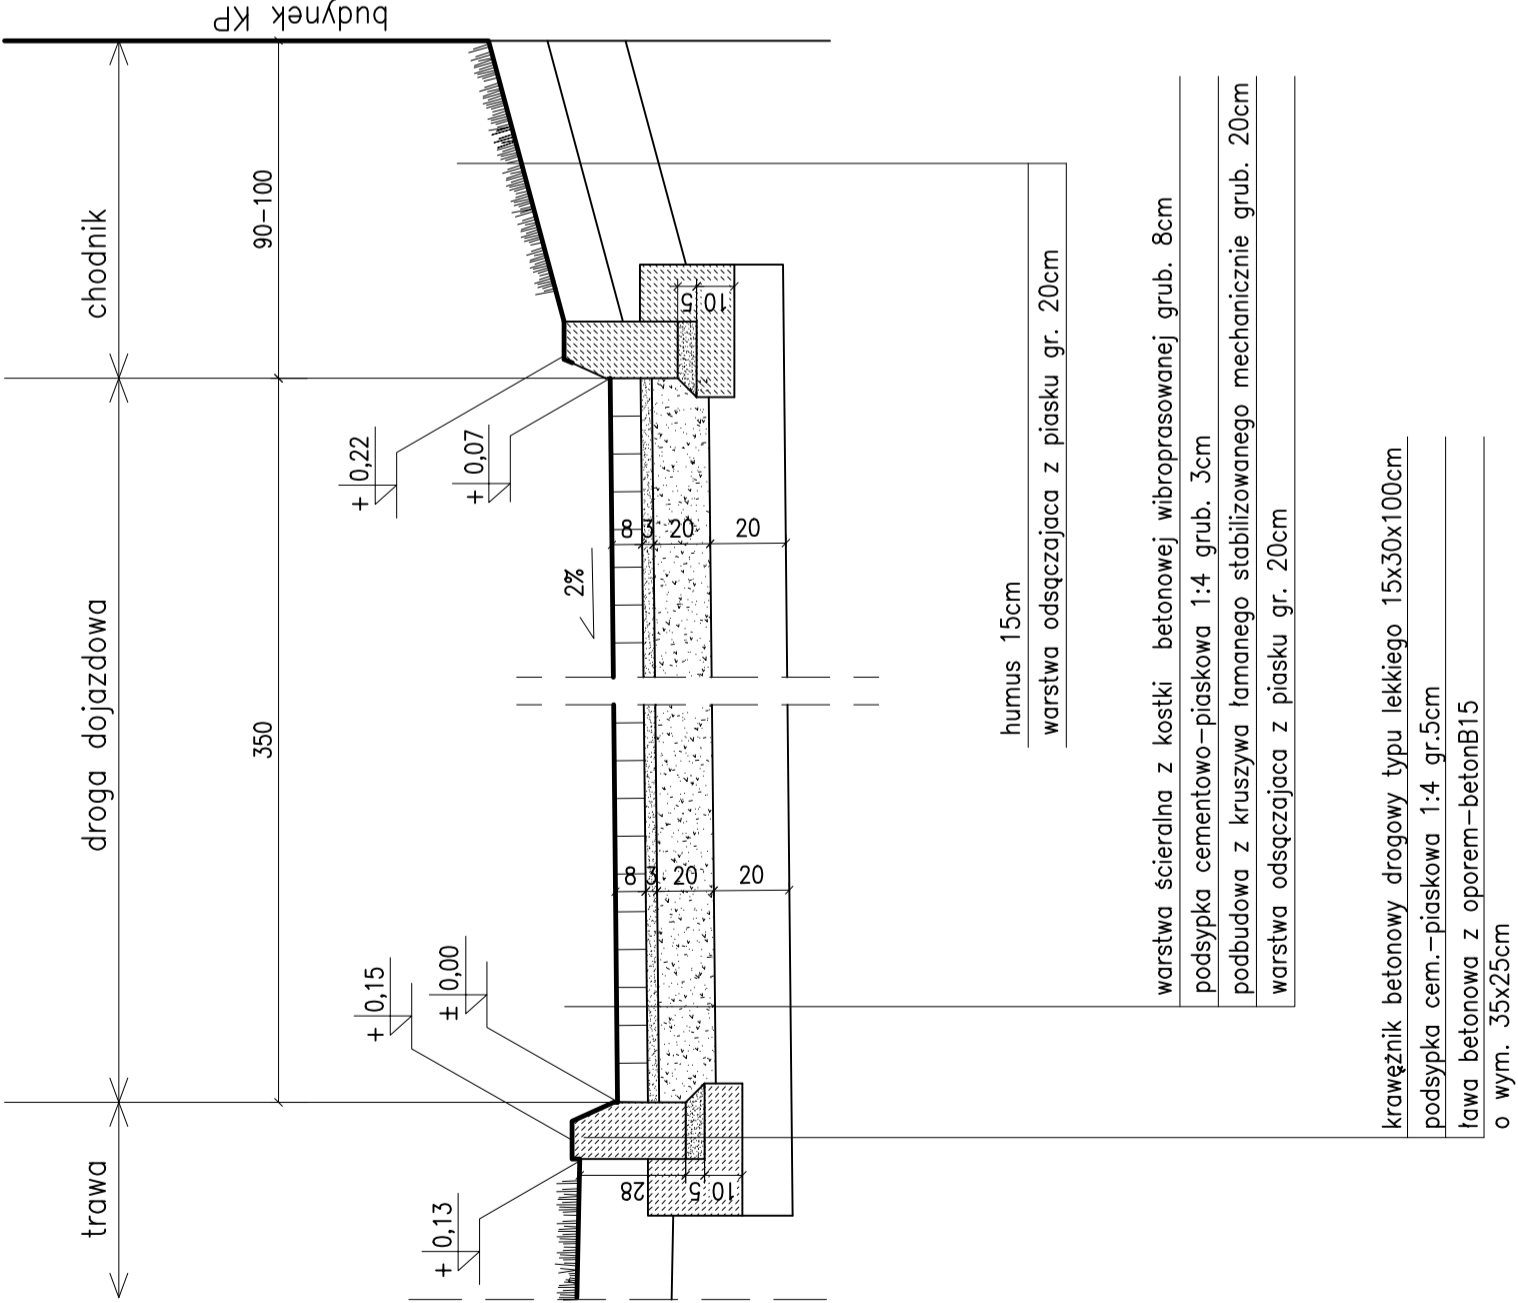 trawa
droga dojazdowa
chodnik
budynek KP
350
90-100
+ 0,13
+ 0,15
± 0,00
+ 0,22
+ 0,07
2%
8 3 20 20
8 3 20 20
28 5 10
5 10
humus 15cm
warstwa odsączajaca z piasku gr. 20cm
warstwa ścieralna z kostki betonowej wibroprasowanej grub. 8cm
podsypka cementowo-piaskowa 1:4 grub. 3cm
podbudowa z kruszywa łamanego stabilizowanego mechanicznie grub. 20cm
warstwa odsączajaca z piasku gr. 20cm
krawężnik betonowy drogowy typu lekkiego 15x30x100cm
podsypka cem.-piaskowa 1:4 gr.5cm
ława betonowa z oporem-betonB15
o wym. 35x25cm